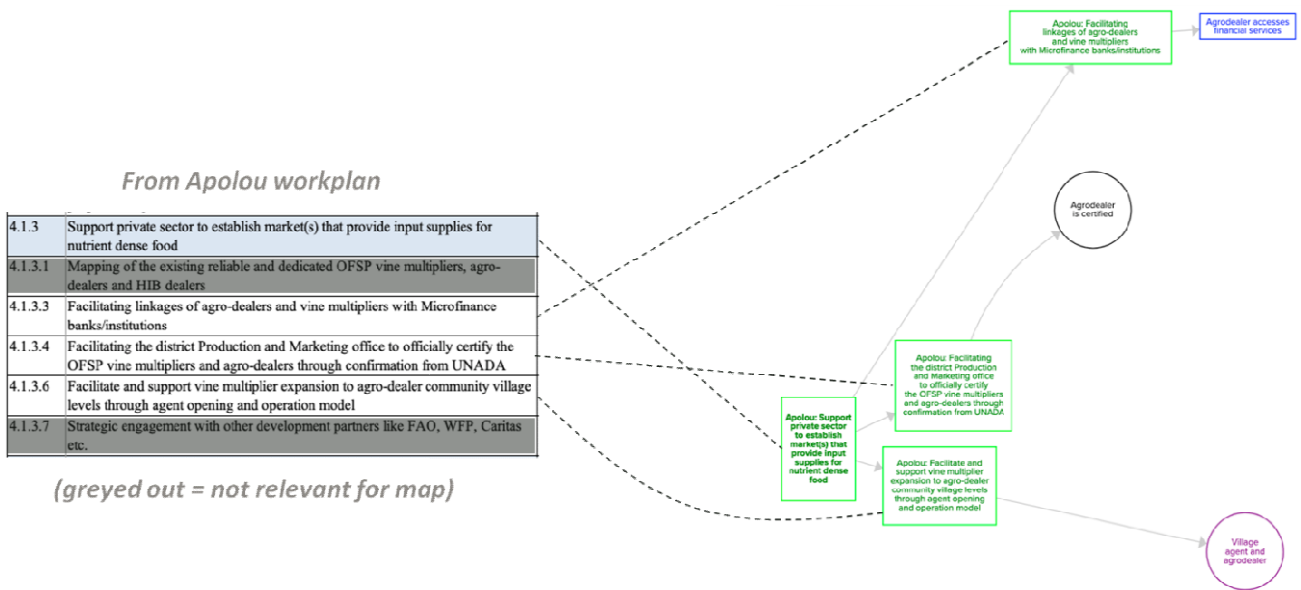 From Apolou workplan
4.1.3 Support private sector to establish market(s) that provide input supplies for
nutrient dense food
4.1.3.1 Mapping of the existing reliable and dedicated OFSP vine multipliers, agro-
dealers and HIB dealers
4.1.3.3 Facilitating linkages of agro-dealers and vine multipliers with Microfinance
banks/institutions
4.1.3.4 Facilitating the district Production and Marketing office to officially certify the
OFSP vine multipliers and agro-dealers through confirmation from UNADA
4.1.3.6 Facilitate and support vine multiplier expansion to agro-dealer community village
levels through agent opening and operation model
4.1.3.7 Strategic engagement with other development partners like FAO, WFP, Caritas
etc.
(greyed out = not relevant for map)
Apolou: Facilitating
linkages of agro-dealers
and vine multipliers
with Microfinance banks/institutions
Agrodealer accesses
financial services
Agrodealer
is certified
Apolou: Facilitating
the district Production
and Marketing office
to officially certify
the OFSP vine multipliers
and agro-dealers through
confirmation from UNADA
Apolou: Support
private sector
to establish
market(s) that
provide input
supplies for
nutrient dense
food
Apolou: Facilitate and
support vine multiplier
expansion to agro-dealer
community village levels
through agent opening
and operation model
Village
agent and
agrodealer